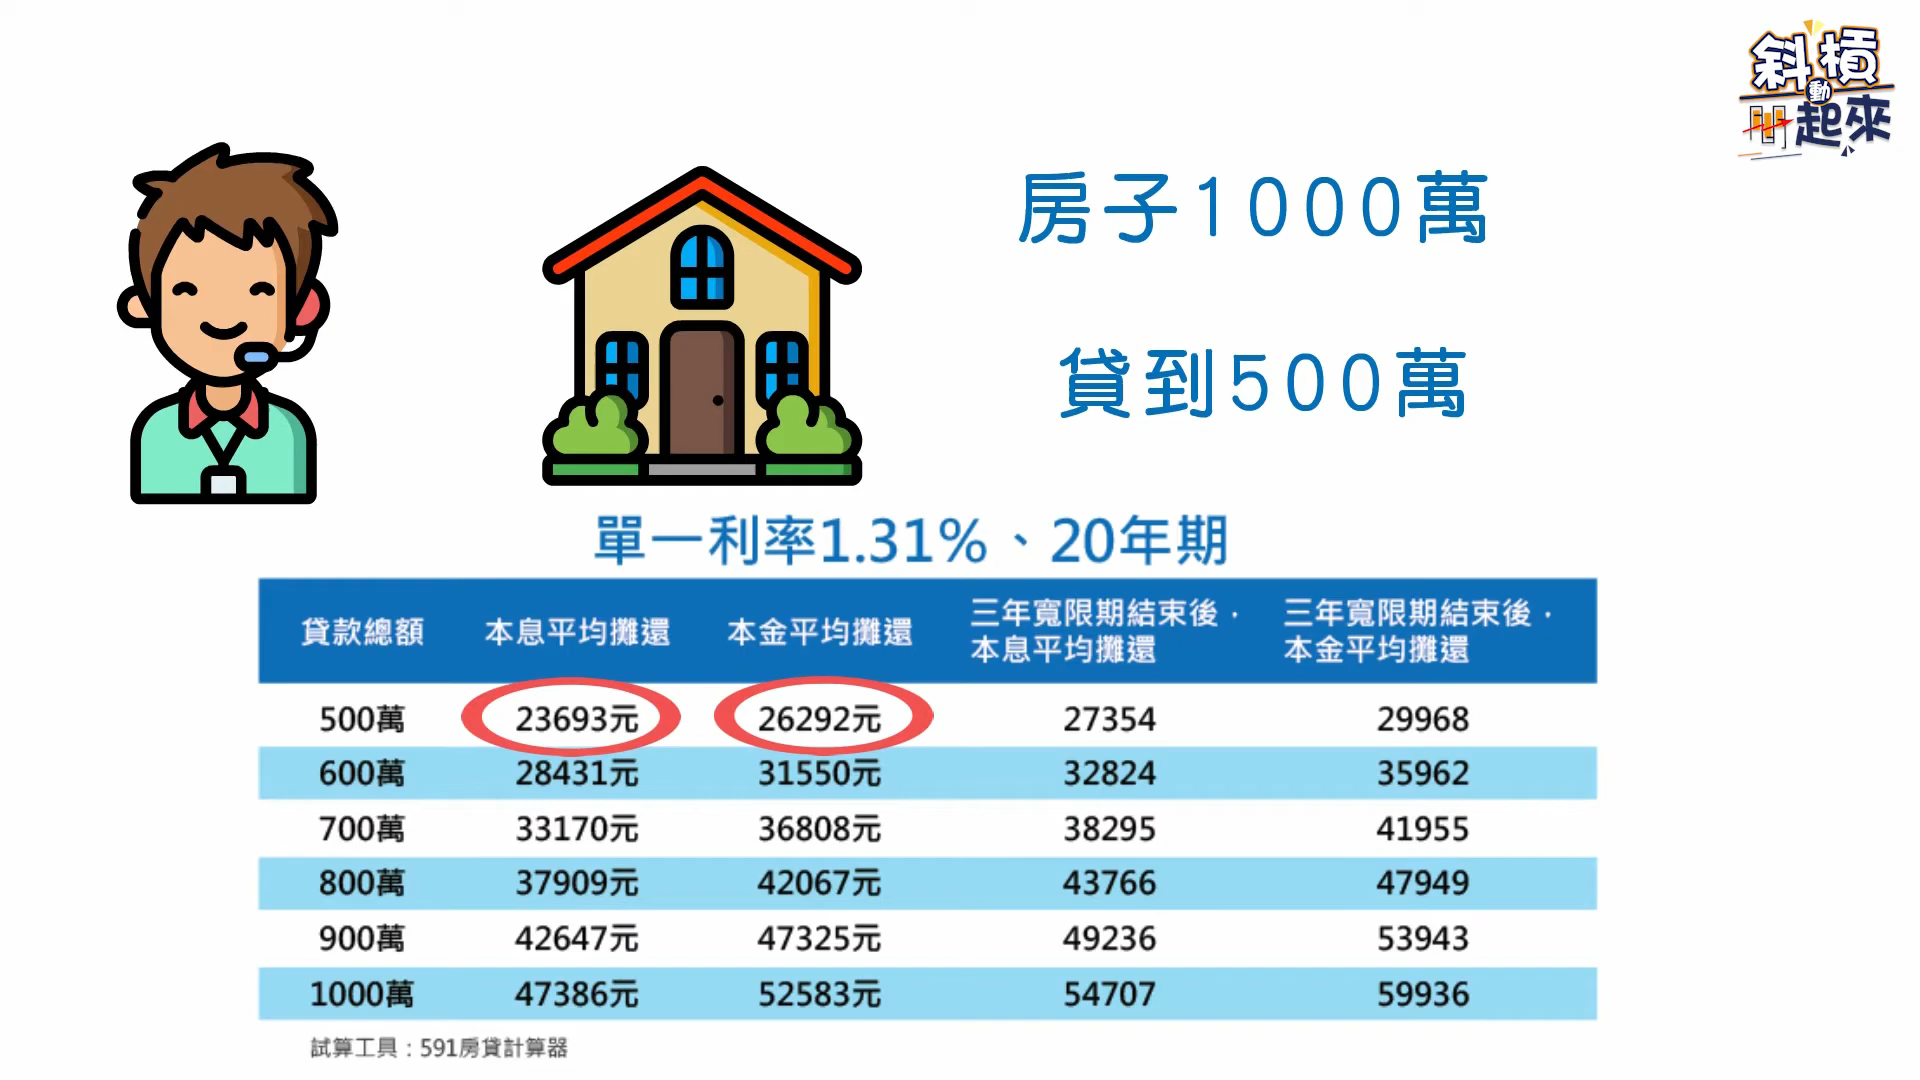 斜槓
動
起來
房子1000萬
貸到500萬
單一利率1.31%、20年期
貸款總額 本息平均攤還 本金平均攤還 三年寬限期結束後，本息平均攤還 三年寬限期結束後，本金平均攤還
500萬 23693元 26292元 27354 29968
600萬 28431元 31550元 32824 35962
700萬 33170元 36808元 38295 41955
800萬 37909元 42067元 43766 47949
900萬 42647元 47325元 49236 53943
1000萬 47386元 52583元 54707 59936
試算工具：591房貸計算器